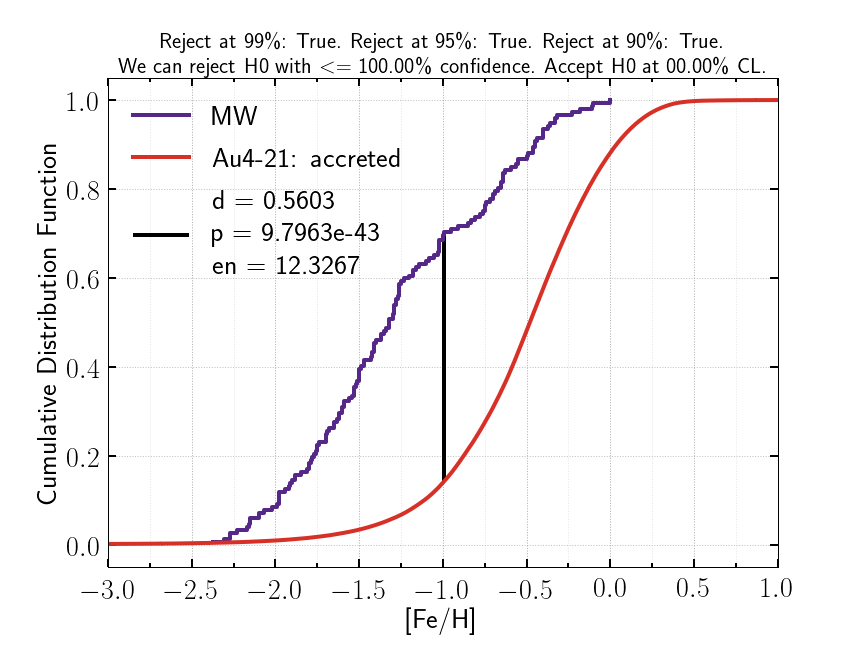 Reject at 99%: True. Reject at 95%: True. Reject at 90%: True.
We can reject H0 with <= 100.00% confidence. Accept H0 at 00.00% CL.
MW
Au4-21: accreted
d = 0.5603
p = 9.7963e-43
en = 12.3267
Cumulative Distribution Function
1.0
0.8
0.6
0.4
0.2
0.0
−3.0 −2.5 −2.0 −1.5 −1.0 −0.5 0.0 0.5 1.0
[Fe/H]